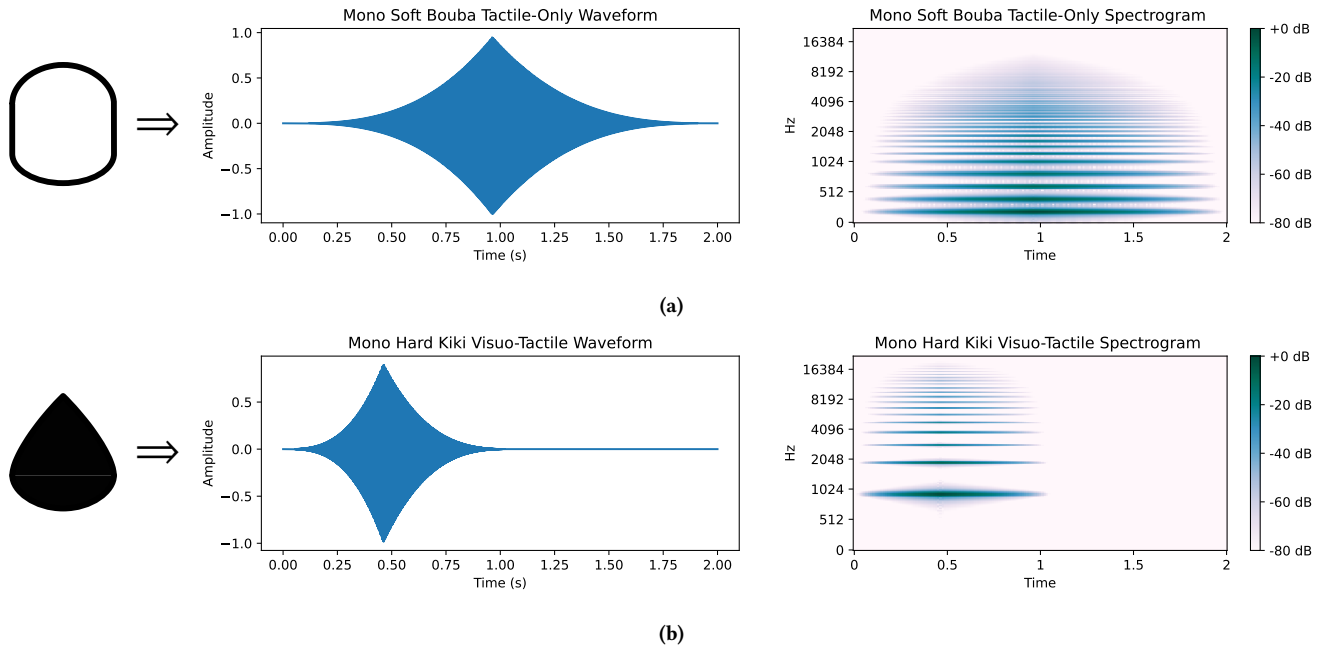 Mono Soft Bouba Tactile-Only Waveform
1.0
0.5
0.0
−0.5
−1.0
Amplitude
0.00 0.25 0.50 0.75 1.00 1.25 1.50 1.75 2.00
Time (s)
Mono Soft Bouba Tactile-Only Spectrogram
16384
8192
4096
2048
1024
512
0
Hz
0 0.5 1 1.5 2
Time
+0 dB
-20 dB
-40 dB
-60 dB
-80 dB
⇒
(a)
Mono Hard Kiki Visuo-Tactile Waveform
0.5
0.0
−0.5
−1.0
Amplitude
0.00 0.25 0.50 0.75 1.00 1.25 1.50 1.75 2.00
Time (s)
Mono Hard Kiki Visuo-Tactile Spectrogram
16384
8192
4096
2048
1024
512
0
Hz
0 0.5 1 1.5 2
Time
+0 dB
-20 dB
-40 dB
-60 dB
-80 dB
⇒
(b)